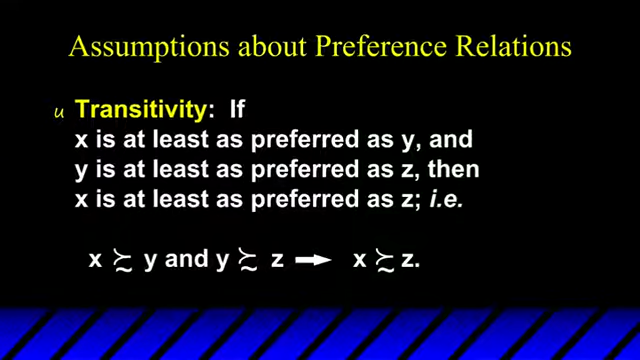 Assumptions about Preference Relations
u Transitivity: If
x is at least as preferred as y, and
y is at least as preferred as z, then
x is at least as preferred as z; i.e.
x ≿ y and y ≿ z → x ≿ z.